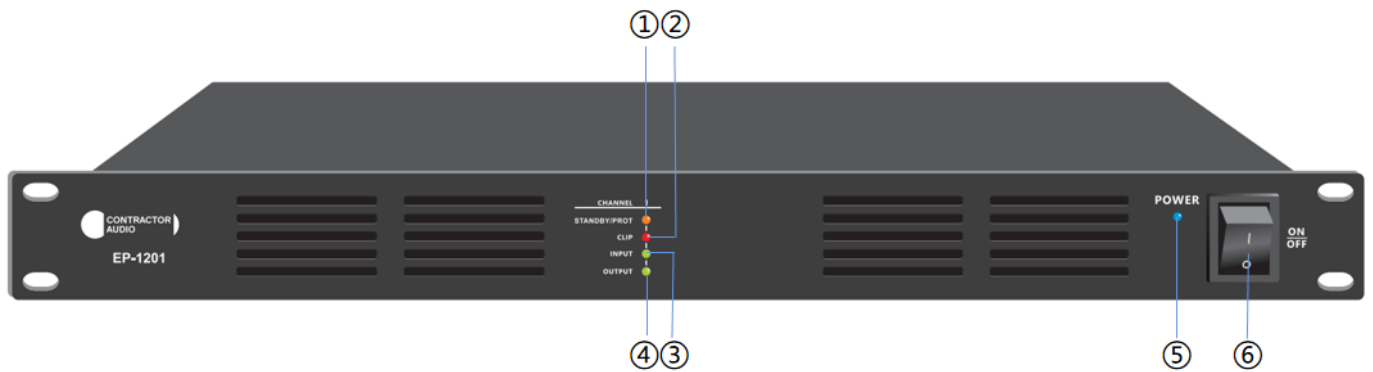 ①②
CHANNEL 1
STANDBY/PROT
CLIP
INPUT
OUTPUT
CONTRACTOR
AUDIO
EP-1201
POWER
ON
OFF
I
O
④③
⑤
⑥